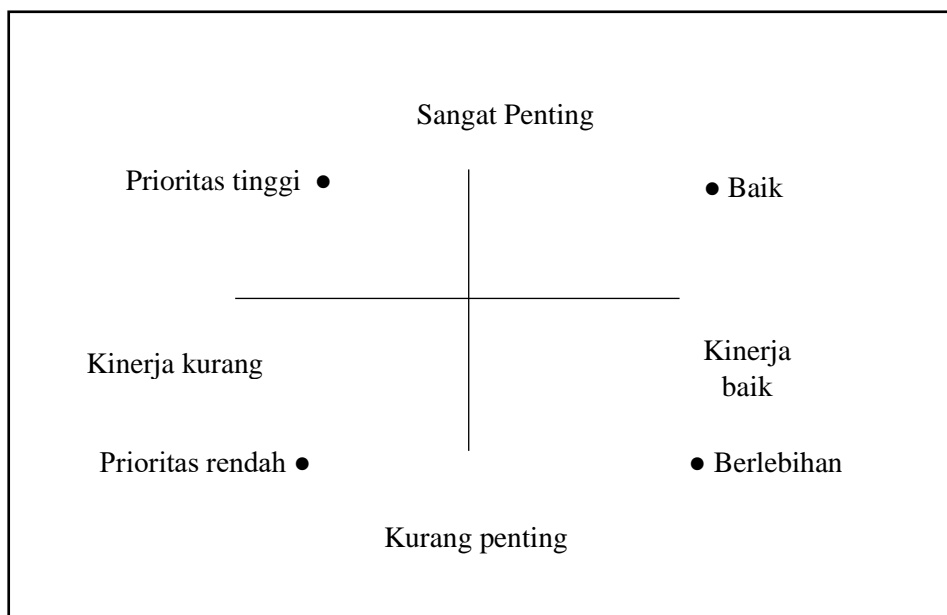 Sangat Penting
Prioritas tinggi ●
● Baik
Kinerja kurang
Kinerja
baik
Prioritas rendah ●
● Berlebihan
Kurang penting